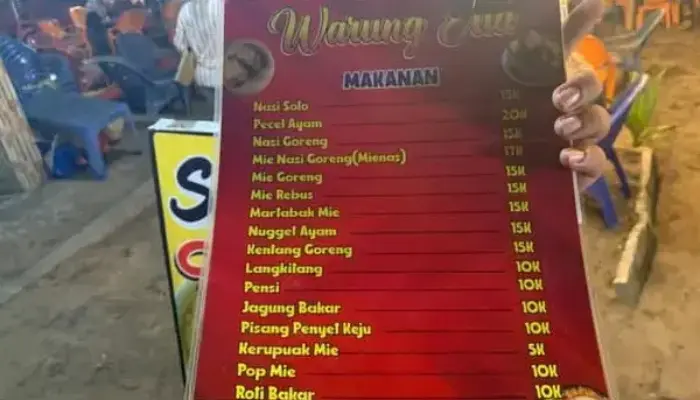 Warung
MAKANAN
Nasi Solo 15K
Pecel Ayam 20K
Nasi Goreng 15K
Mie Nasi Goreng(Mienas) 17K
Mie Goreng 15K
Mie Rebus 15K
Martabak Mie 15K
Nugget Ayam 15K
Kentang Goreng 15K
Langkitang 10K
Pensi 10K
Jagung Bakar 10K
Pisang Penyet Keju 10K
Kerupuak Mie 5K
Pop Mie 10K
Roti Bakar 10K